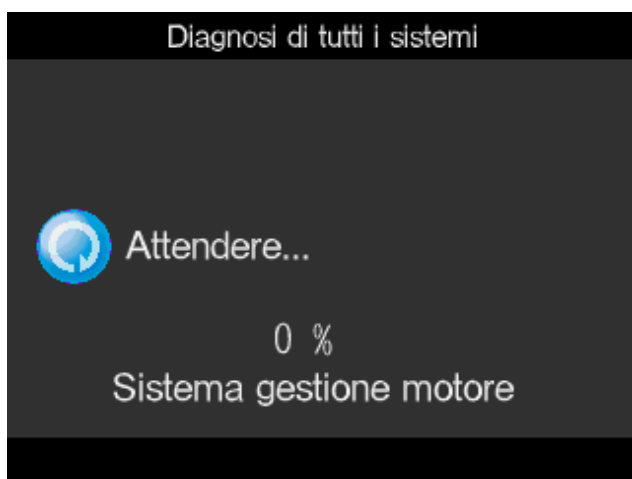 Diagnosi di tutti i sistemi
Attendere...
0 %
Sistema gestione motore